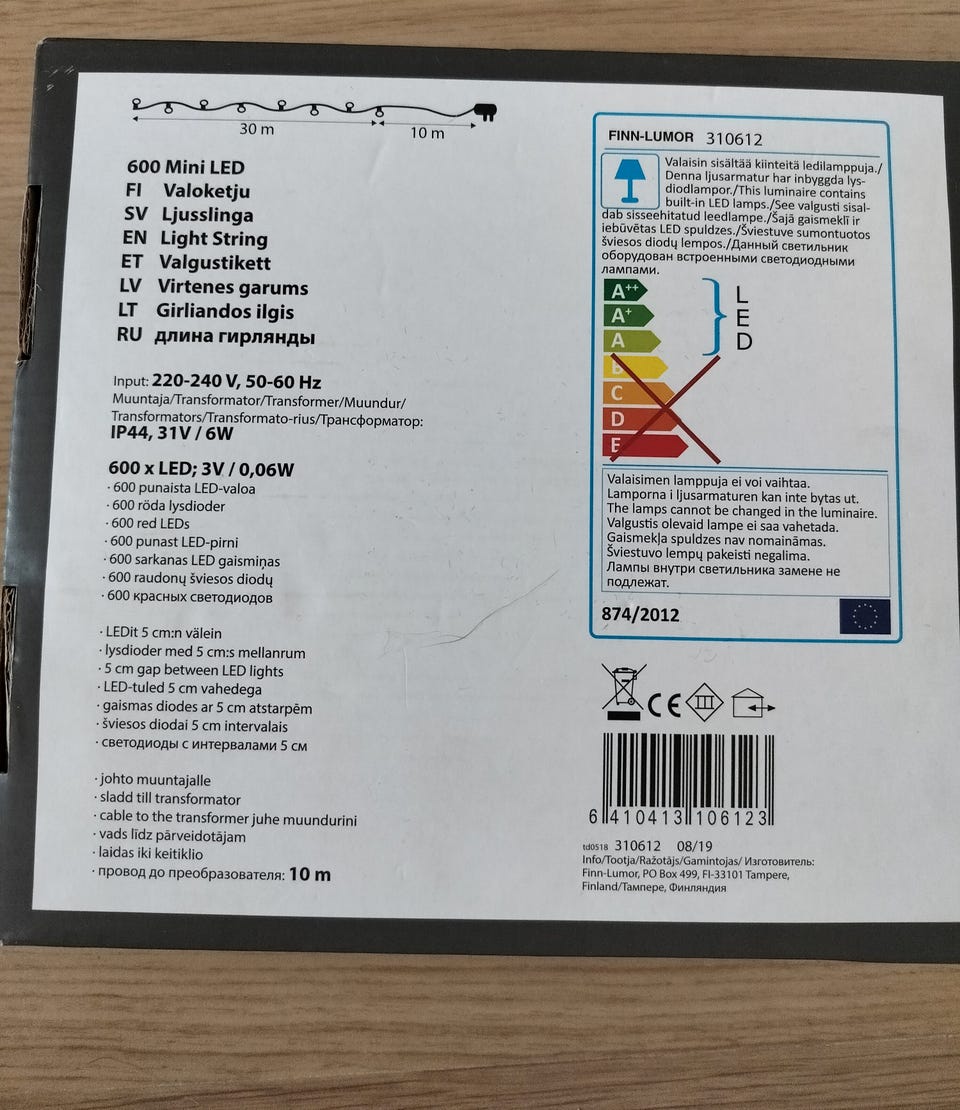 30 m
10 m
600 Mini LED
FI Valoketju
SV Ljusslinga
EN Light String
ET Valgustikett
LV Virtenes garums
LT Girliandos ilgis
RU длина гирлянды
Input: 220-240 V, 50-60 Hz
Muuntaja/Transformator/Transformer/Muundur/
Transformators/Transformato-rius/Трансформатор:
IP44, 31V / 6W
600 x LED; 3V / 0,06W
· 600 punaista LED-valoa
· 600 röda lysdioder
· 600 red LEDs
· 600 punast LED-pirni
· 600 sarkanas LED gaismiņas
· 600 raudonų šviesos diodų
· 600 красных светодиодов
· LEDit 5 cm:n välein
· lysdioder med 5 cm:s mellanrum
· 5 cm gap between LED lights
· LED-tuled 5 cm vahedega
· gaismas diodes ar 5 cm atstarpēm
· šviesos diodai 5 cm intervalais
· светодиоды с интервалами 5 см
· johto muuntajalle
· sladd till transformator
· cable to the transformer juhe muundurini
· vads līdz pārveidotājam
· laidas iki keitiklio
· провод до преобразователя: 10 m
FINN-LUMOR 310612
Valaisin sisältää kiinteitä ledilamppuja./
Denna ljusarmatur har inbyggda lys-
diodlampor./This luminaire contains
built-in LED lamps./See valgusti sisal-
dab sisseehitatud leedlampe./Šajā gaismeklī ir
iebūvētas LED spuldzes./Šviestuve sumontuotos
šviesos diodų lempos./Данный светильник
оборудован встроенными светодиодными
лампами.
A++
A+
A
B
C
D
E
L
E
D
Valaisimen lamppuja ei voi vaihtaa.
Lamporna i ljusarmaturen kan inte bytas ut.
The lamps cannot be changed in the luminaire.
Valgustis olevaid lampe ei saa vahetada.
Gaismekļa spuldzes nav nomaināmas.
Šviestuvo lempų pakeisti negalima.
Лампы внутри светильника замене не
подлежат.
874/2012
CE III
6 410413 106123
td0518 310612 08/19
Info/Tootja/Ražotājs/Gamintojas/ Изготовитель:
Finn-Lumor, PO Box 499, FI-33101 Tampere,
Finland/Тампере, Финляндия